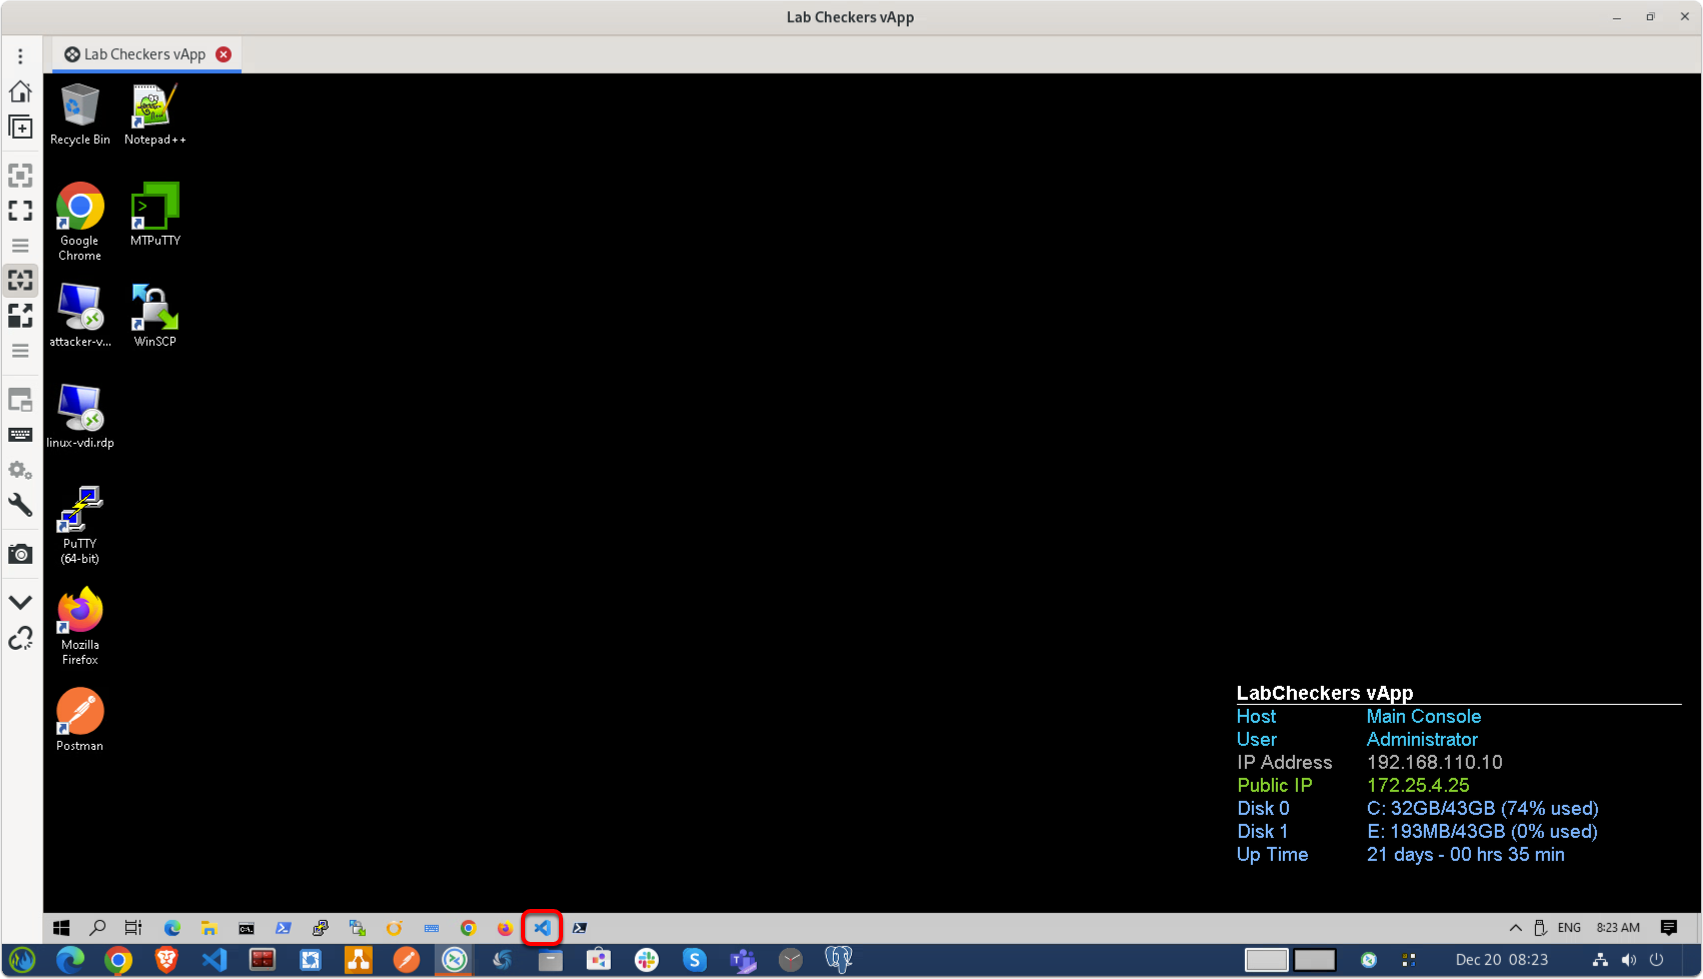 Lab Checkers vApp
Lab Checkers vApp
Recycle Bin
Notepad++
Google
Chrome
MTPuTTY
attacker-v...
WinSCP
linux-vdi.rdp
PuTTY
(64-bit)
Mozilla
Firefox
Postman
LabCheckers vApp
Host Main Console
User Administrator
IP Address 192.168.110.10
Public IP 172.25.4.25
Disk 0 C: 32GB/43GB (74% used)
Disk 1 E: 193MB/43GB (0% used)
Up Time 21 days - 00 hrs 35 min
ENG 8:23 AM
Dec 20 08:23